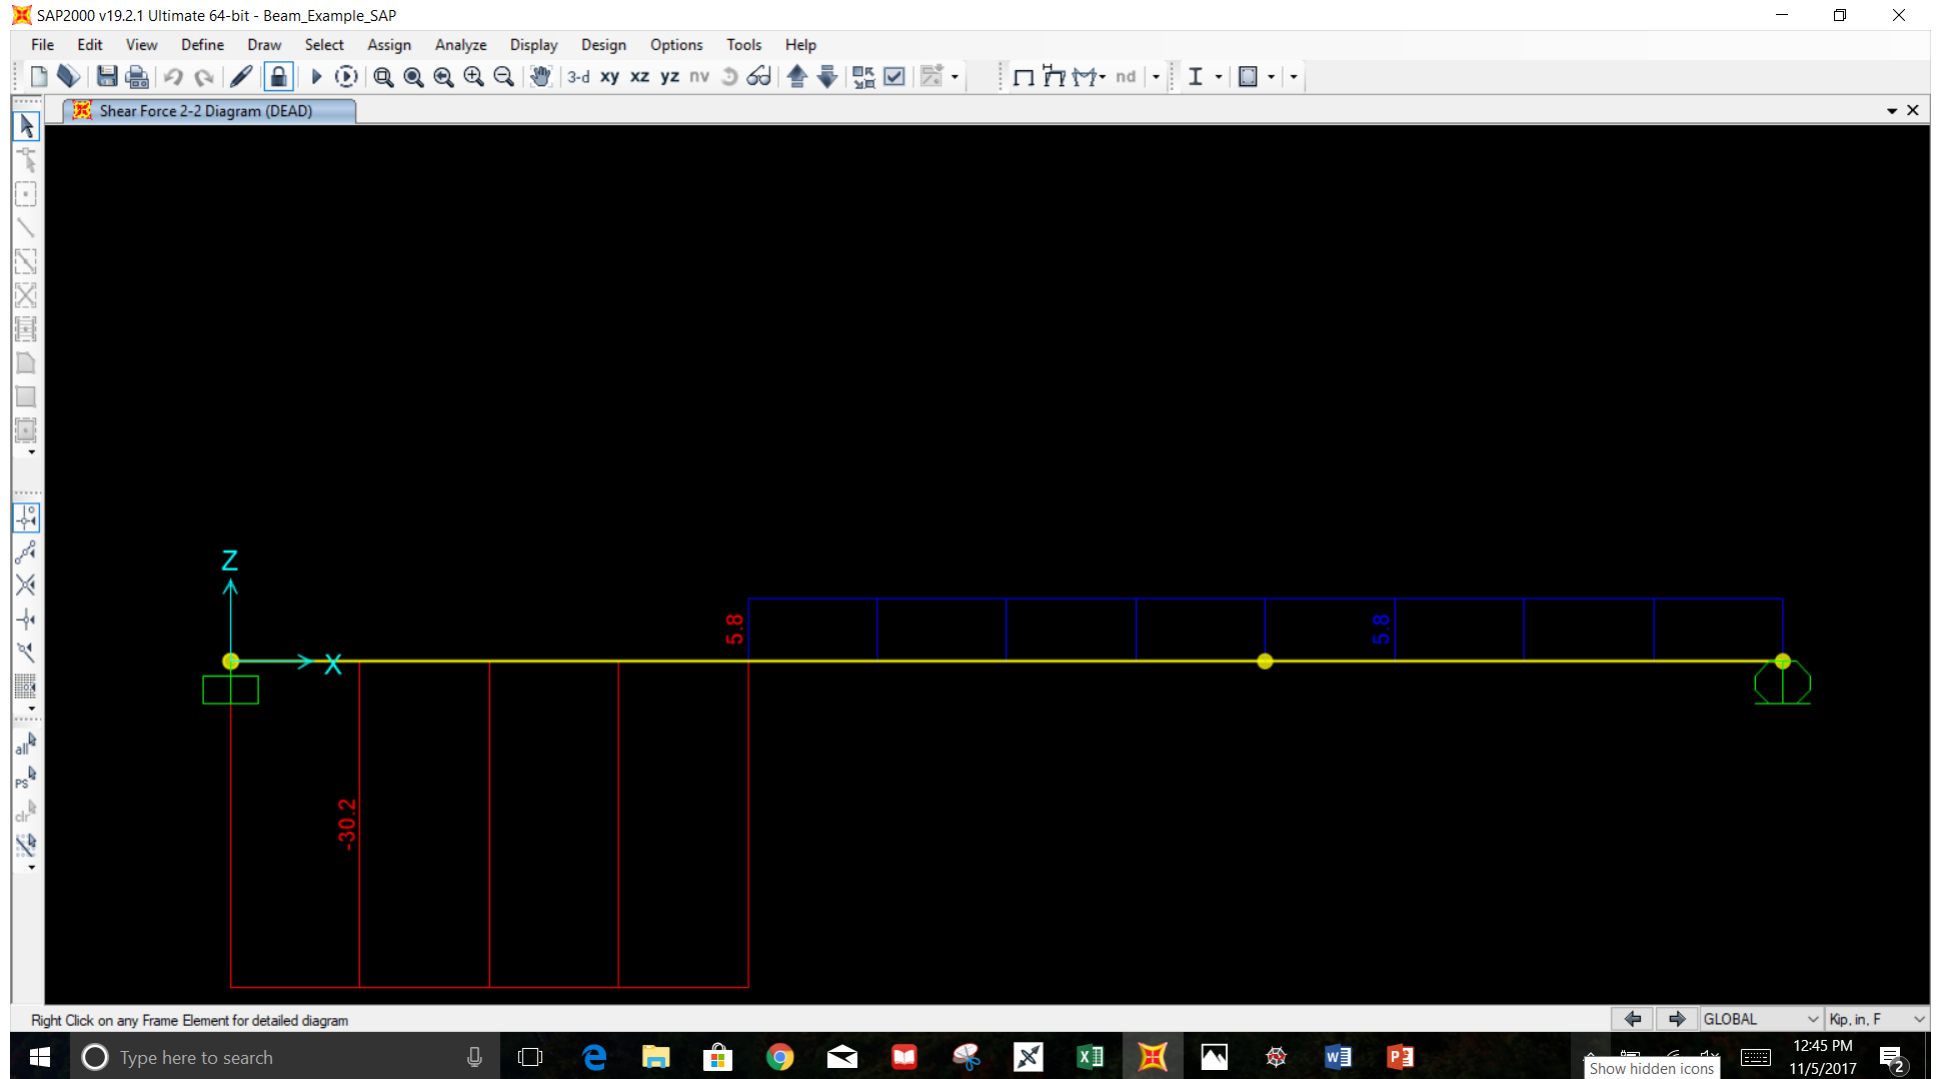 SAP2000 v19.2.1 Ultimate 64-bit - Beam_Example_SAP
File Edit View Define Draw Select Assign Analyze Display Design Options Tools Help
3-d xy xz yz nv nd
Shear Force 2-2 Diagram (DEAD)
Z
X
5.8
5.8
-30.2
all
PS
clr
Right Click on any Frame Element for detailed diagram
GLOBAL
Kip, in, F
Type here to search
12:45 PM
11/5/2017
2
Show hidden icons